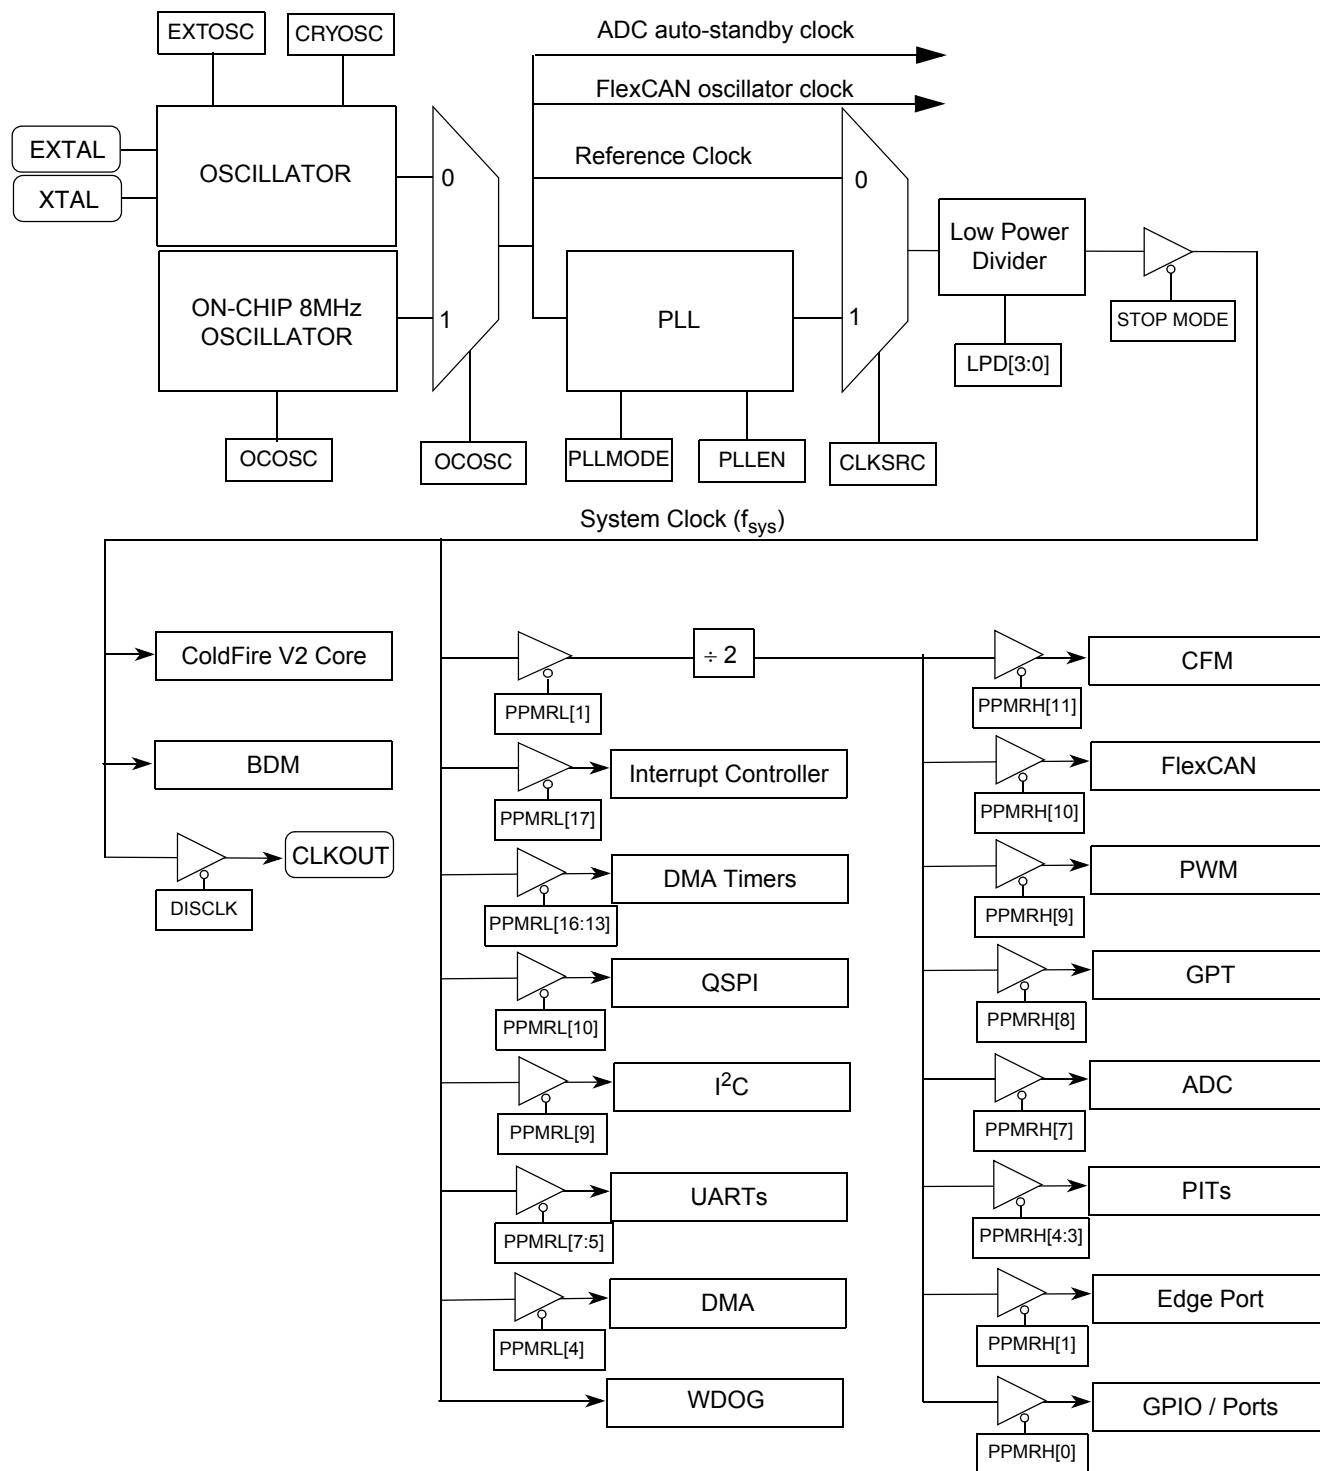 EXTOSC
CRYOSC
ADC auto-standby clock
FlexCAN oscillator clock
EXTAL
XTAL
OSCILLATOR
0
Reference Clock
0
Low Power
Divider
ON-CHIP 8MHz
OSCILLATOR
1
PLL
1
STOP MODE
LPD[3:0]
OCOSC
OCOSC
PLLMODE
PLLEN
CLKSRC
System Clock (fsys)
ColdFire V2 Core
÷ 2
CFM
PPMRL[1]
PPMRH[11]
BDM
Interrupt Controller
FlexCAN
PPMRL[17]
PPMRH[10]
CLKOUT
DISCLK
DMA Timers
PWM
PPMRL[16:13]
PPMRH[9]
QSPI
GPT
PPMRL[10]
PPMRH[8]
I²C
ADC
PPMRL[9]
PPMRH[7]
UARTs
PITs
PPMRL[7:5]
PPMRH[4:3]
DMA
Edge Port
PPMRL[4]
PPMRH[1]
WDOG
GPIO / Ports
PPMRH[0]